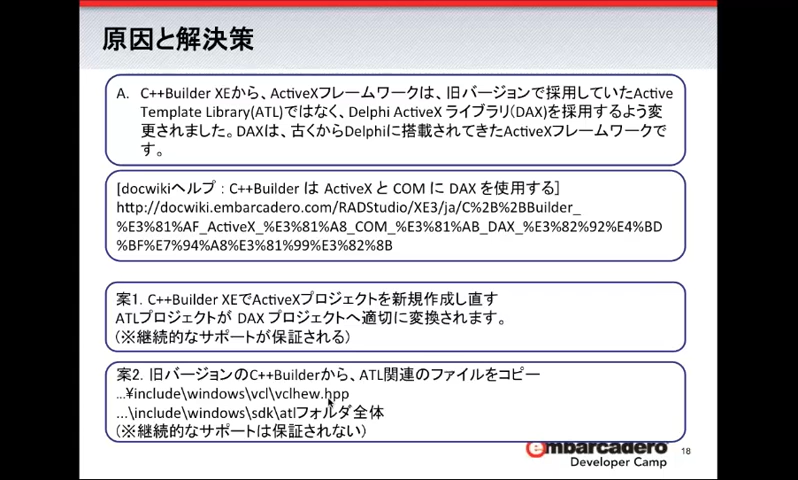 原因と解決策
A. C++Builder XEから、ActiveXフレームワークは、旧バージョンで採用していたActive
Template Library(ATL)ではなく、Delphi ActiveX ライブラリ(DAX)を採用するよう変
更されました。DAXは、古くからDelphiに搭載されてきたActiveXフレームワークで
す。
[docwikiヘルプ : C++Builder は ActiveX と COM に DAX を使用する]
http://docwiki.embarcadero.com/RADStudio/XE3/ja/C%2B%2BBuilder_
%E3%81%AF_ActiveX_%E3%81%A8_COM_%E3%81%AB_DAX_%E3%82%92%E4%BD
%BF%E7%94%A8%E3%81%99%E3%82%8B
案1. C++Builder XEでActiveXプロジェクトを新規作成し直す
ATLプロジェクトが DAX プロジェクトへ適切に変換されます。
(※継続的なサポートが保証される)
案2. 旧バージョンのC++Builderから、ATL関連のファイルをコピー
...¥include\windows\vcl\vclhew.hpp
...\include\windows\sdk\atlフォルダ全体
(※継続的なサポートは保証されない)
embarcadero
Developer Camp
18